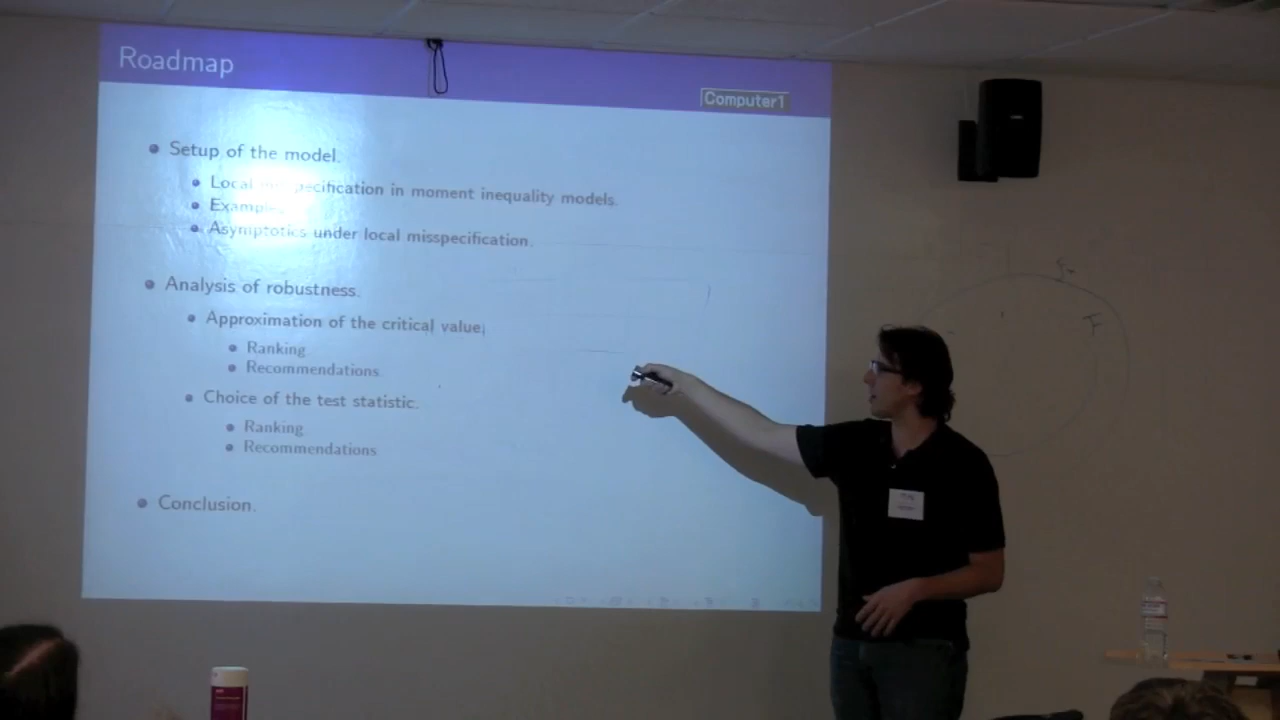 Roadmap
Computer1
Setup of the model.
Local misspecification in moment inequality models.
Examples.
Asymptotics under local misspecification.
Analysis of robustness.
Approximation of the critical value.
Ranking
Recommendations
Choice of the test statistic.
Ranking
Recommendations
Conclusion.